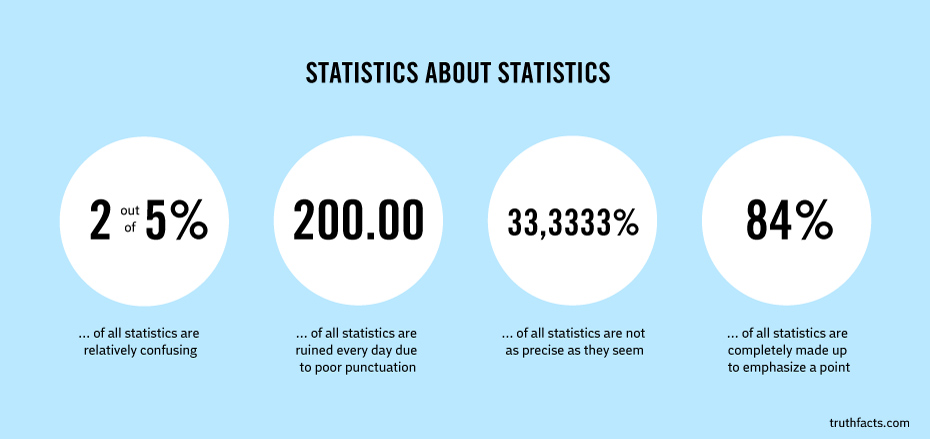 STATISTICS ABOUT STATISTICS
2 out of 5%
... of all statistics are
relatively confusing
200.00
... of all statistics are
ruined every day due
to poor punctuation
33,3333%
... of all statistics are not
as precise as they seem
84%
... of all statistics are
completely made up
to emphasize a point
truthfacts.com